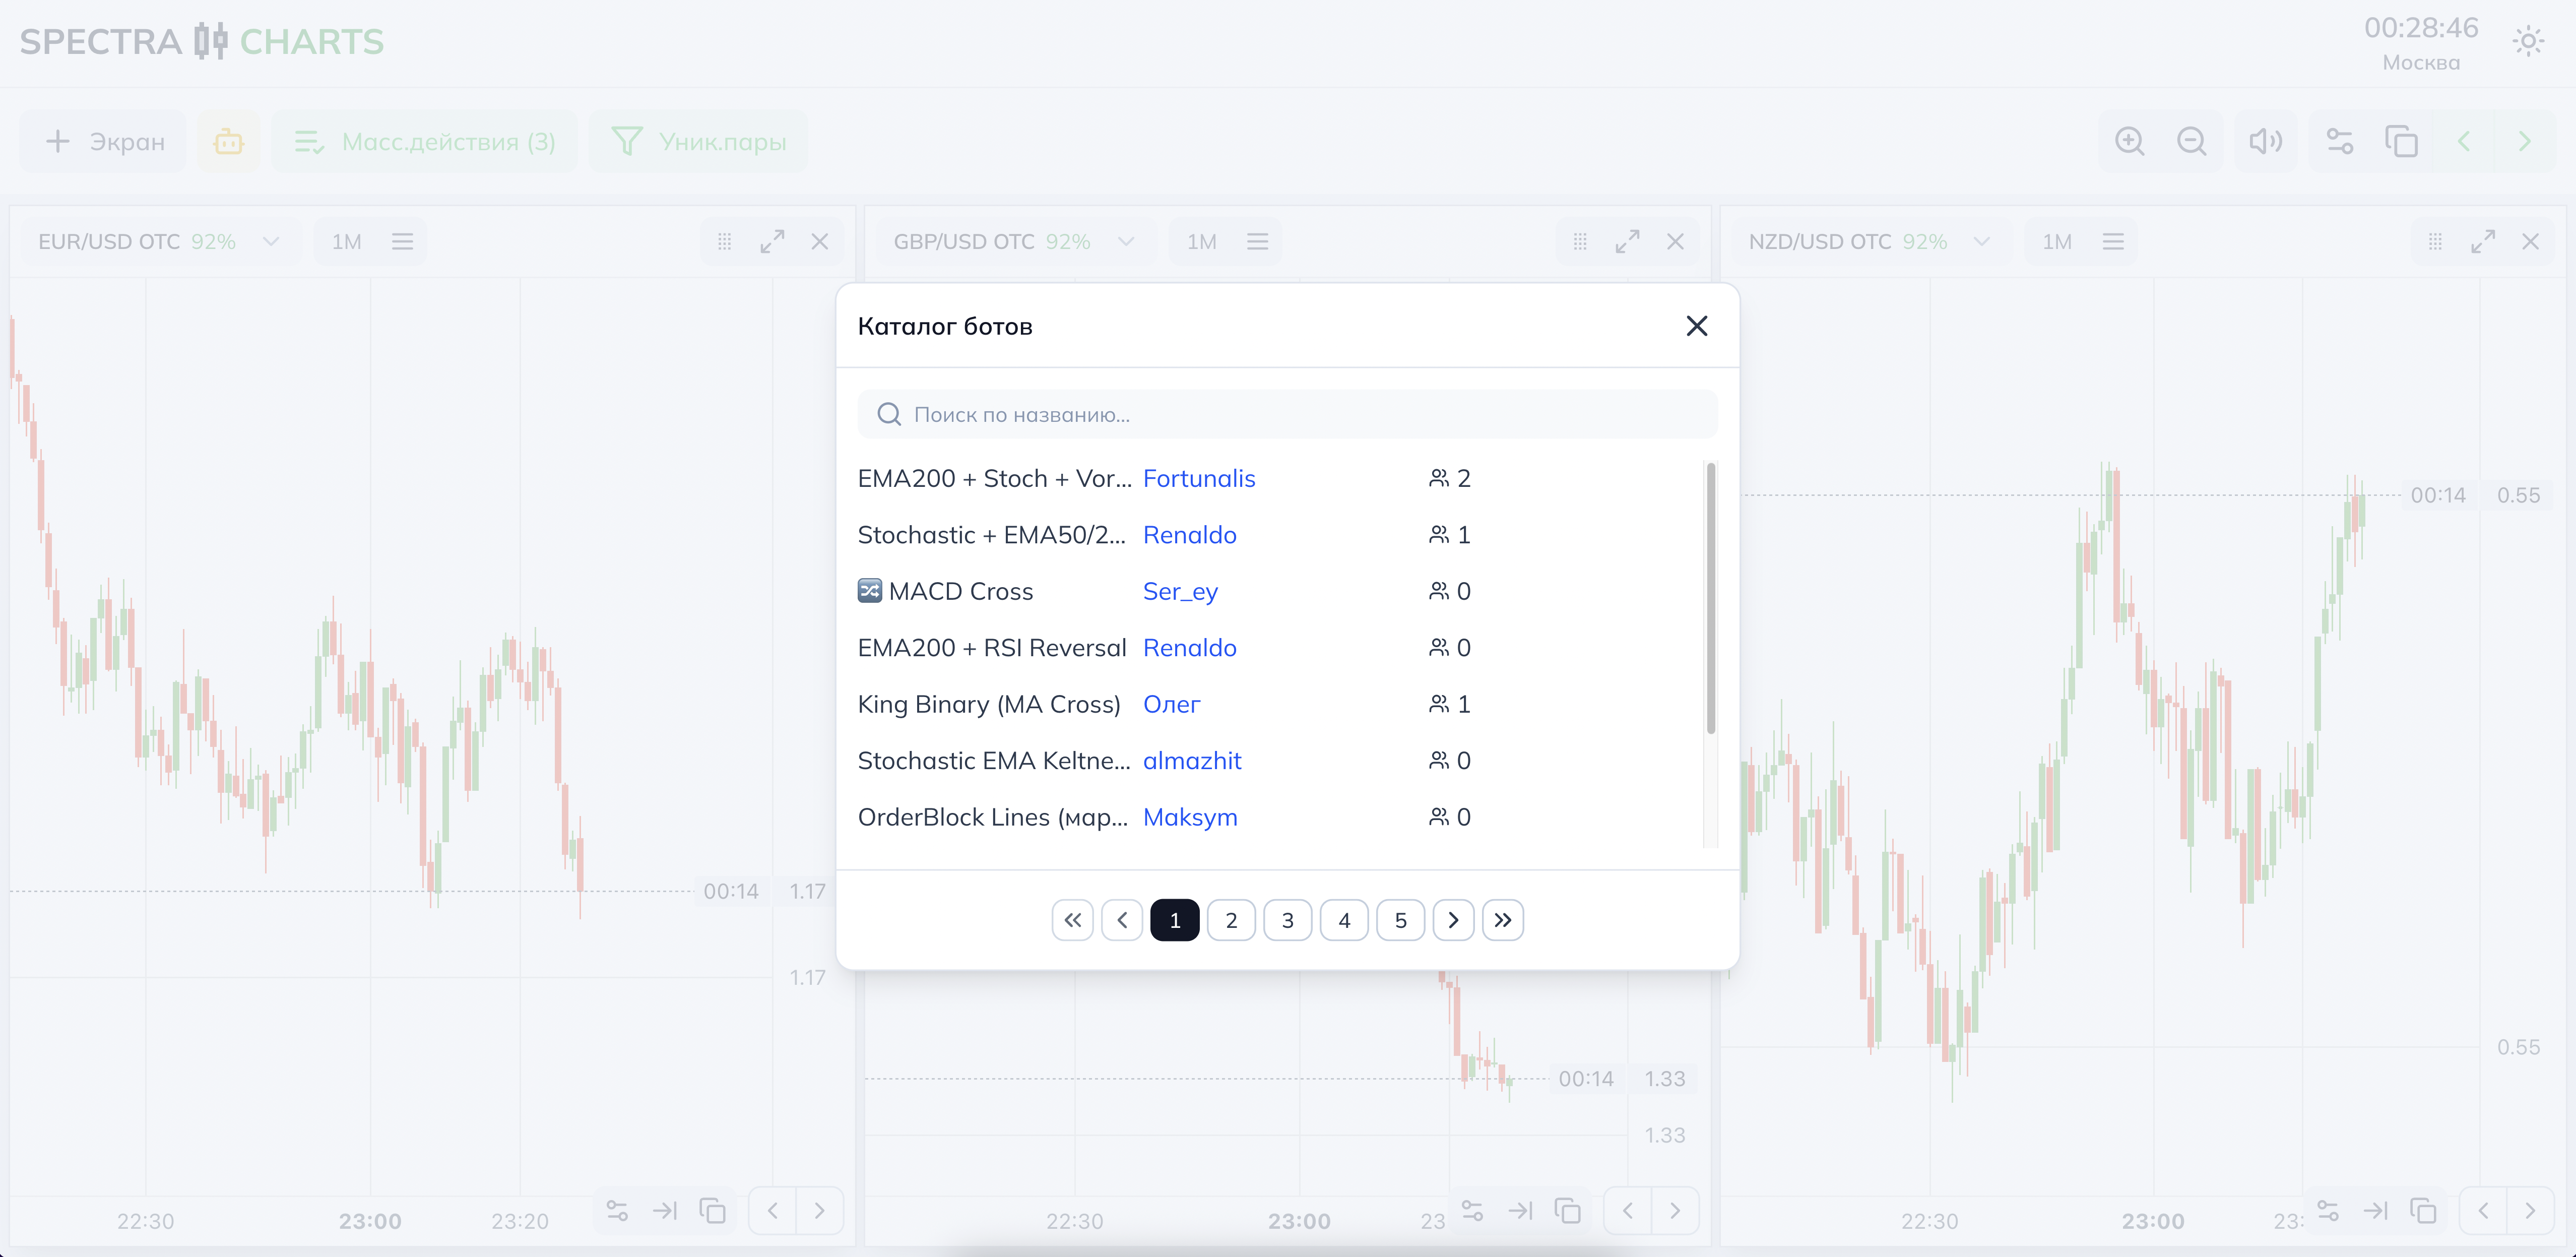 SPECTRA CHARTS
00:28:46
Москва
Экран
Масс.действия (3)
Уник.пары
EUR/USD OTC 92%
1M
GBP/USD OTC 92%
1M
NZD/USD OTC 92%
1M
Каталог ботов
Поиск по названию...
EMA200 + Stoch + Vor... Fortunalis 2
Stochastic + EMA50/2... Renaldo 1
MACD Cross Ser_ey 0
EMA200 + RSI Reversal Renaldo 0
King Binary (MA Cross) Олег 1
Stochastic EMA Keltne... almazhit 0
OrderBlock Lines (мар... Maksym 0
1 2 3 4 5
00:14 1.17
1.17
22:30 23:00 23:20
00:14 1.33
1.33
22:30 23:00 23
00:14 0.55
0.55
22:30 23:00 23: